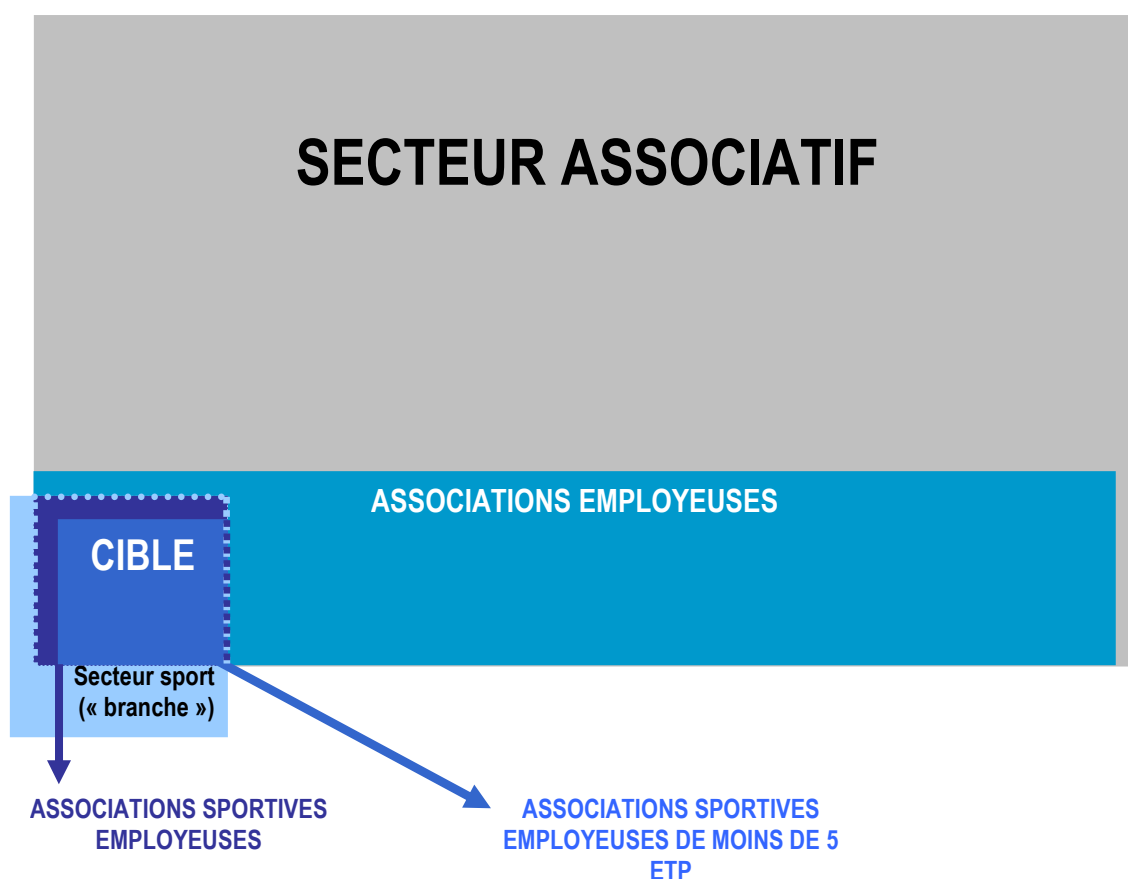 SECTEUR ASSOCIATIF
ASSOCIATIONS EMPLOYEUSES
CIBLE
Secteur sport
(« branche »)
ASSOCIATIONS SPORTIVES
EMPLOYEUSES
ASSOCIATIONS SPORTIVES
EMPLOYEUSES DE MOINS DE 5
ETP